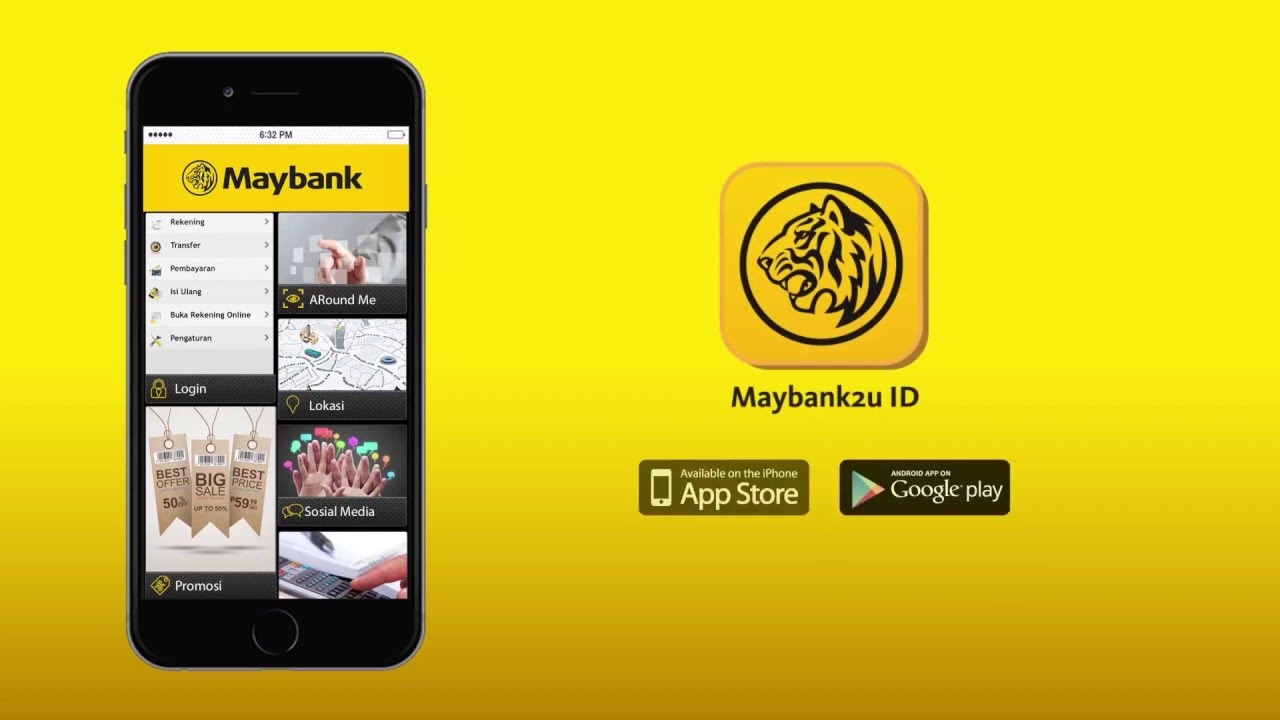 6:32 PM
Maybank
Rekening
Transfer
Pembayaran
Isi Ulang
Buka Rekening Online
Pengaturan
Login
BEST
OFFER
50%
BIG
SALE
UP TO 50%
BEST
PRICE
Promosi
ARound Me
Lokasi
Sosial Media
Maybank2u ID
Available on the iPhone
App Store
ANDROID APP ON
Google play